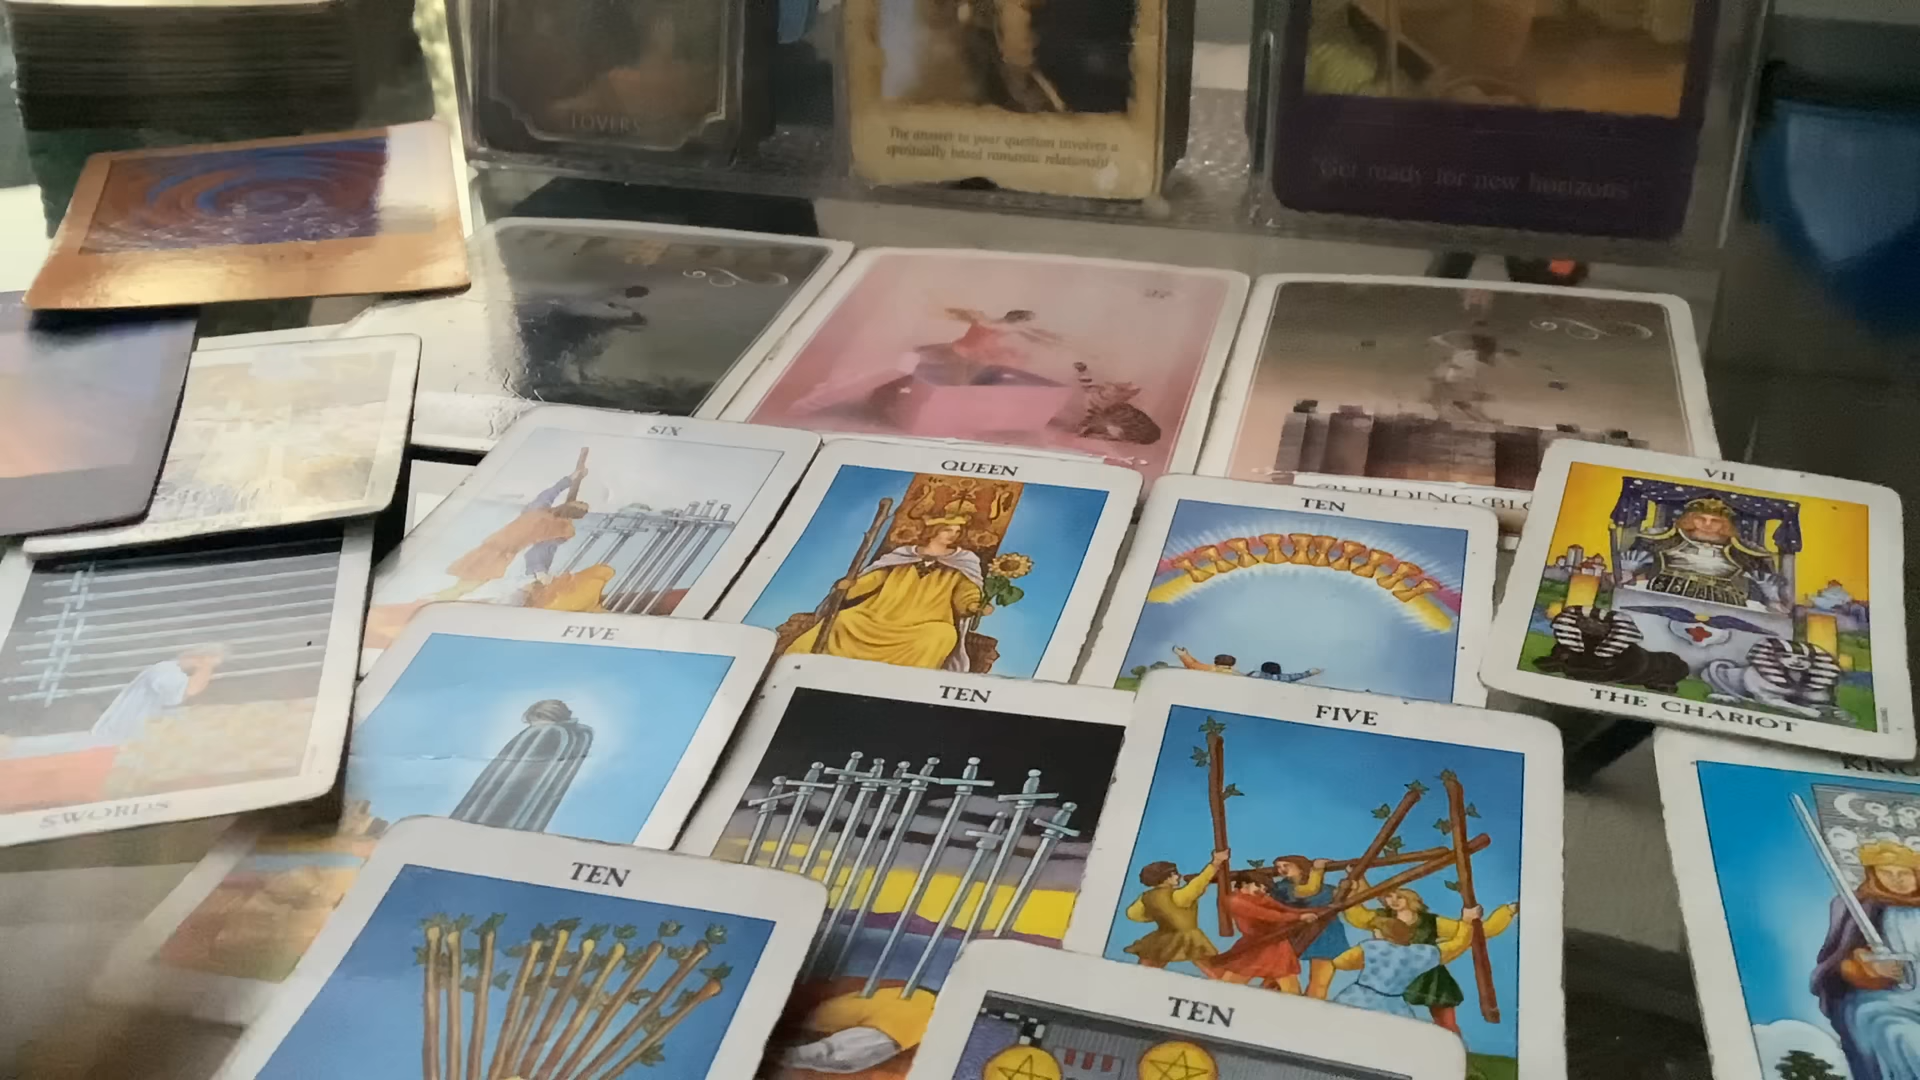 LOVERS
The answer to your question involves a
spiritually based romantic relationship
"Get ready for new horizons!"
SIX
QUEEN
TEN
VII
THE CHARIOT
FIVE
TEN
FIVE
KING
SWORDS
TEN
TEN